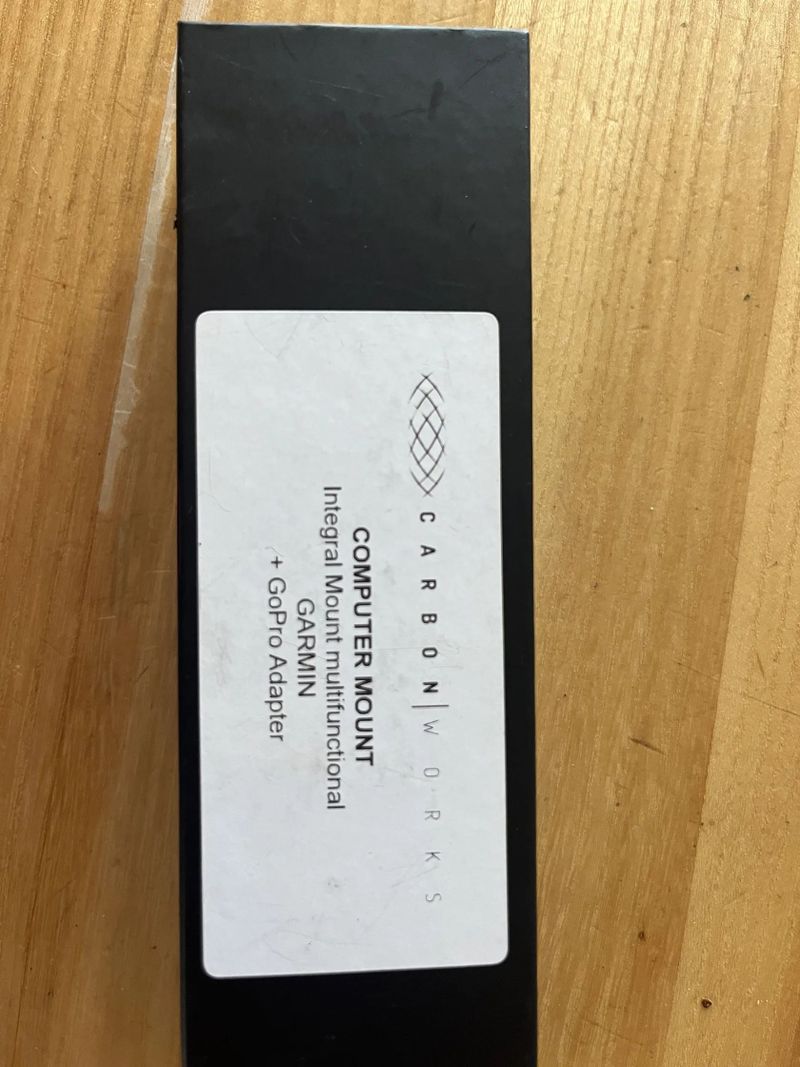 CARBON|WORKS
COMPUTER MOUNT
Integral Mount multifunctional
GARMIN
+ GoPro Adapter